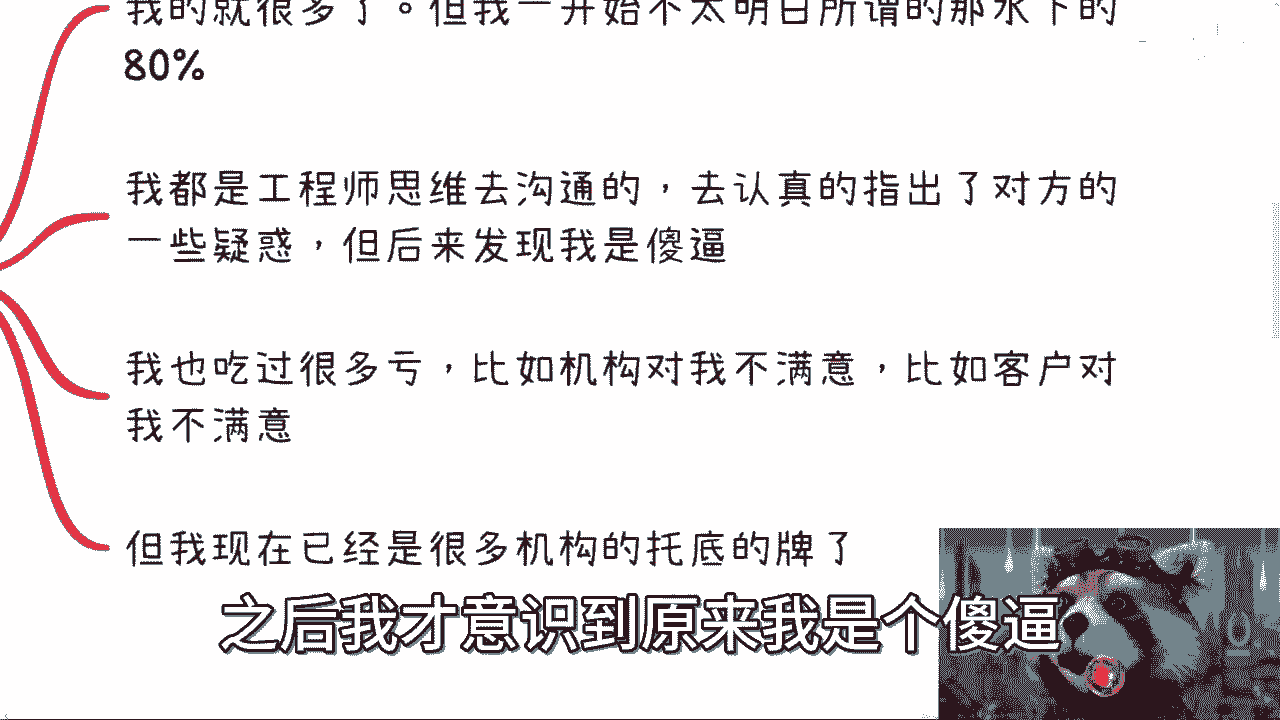 我的就很多了。但我一开始不太明白所谓的那水下的
80%
我都是工程师思维去沟通的，去认真的指出了对方的
一些疑惑，但后来发现我是傻逼
我也吃过很多亏，比如机构对我不满意，比如客户对
我不满意
但我现在已经是很多机构的托底的牌了
之后我才意识到原来我是个傻逼